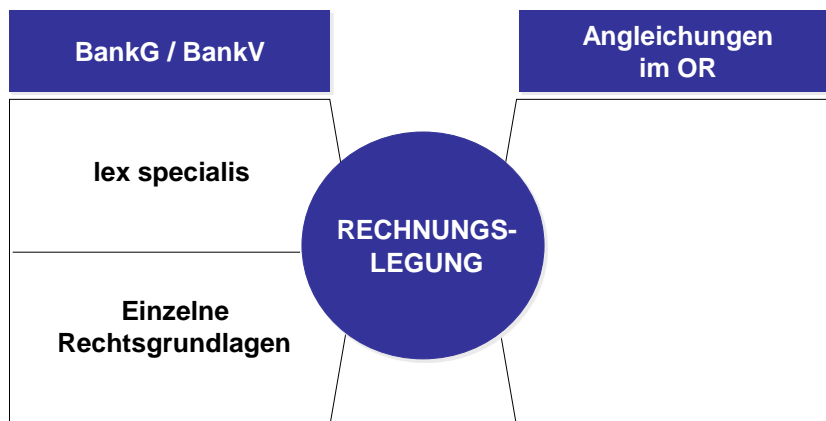 BankG / BankV
Angleichungen
im OR
lex specialis
RECHNUNGS-
LEGUNG
Einzelne
Rechtsgrundlagen